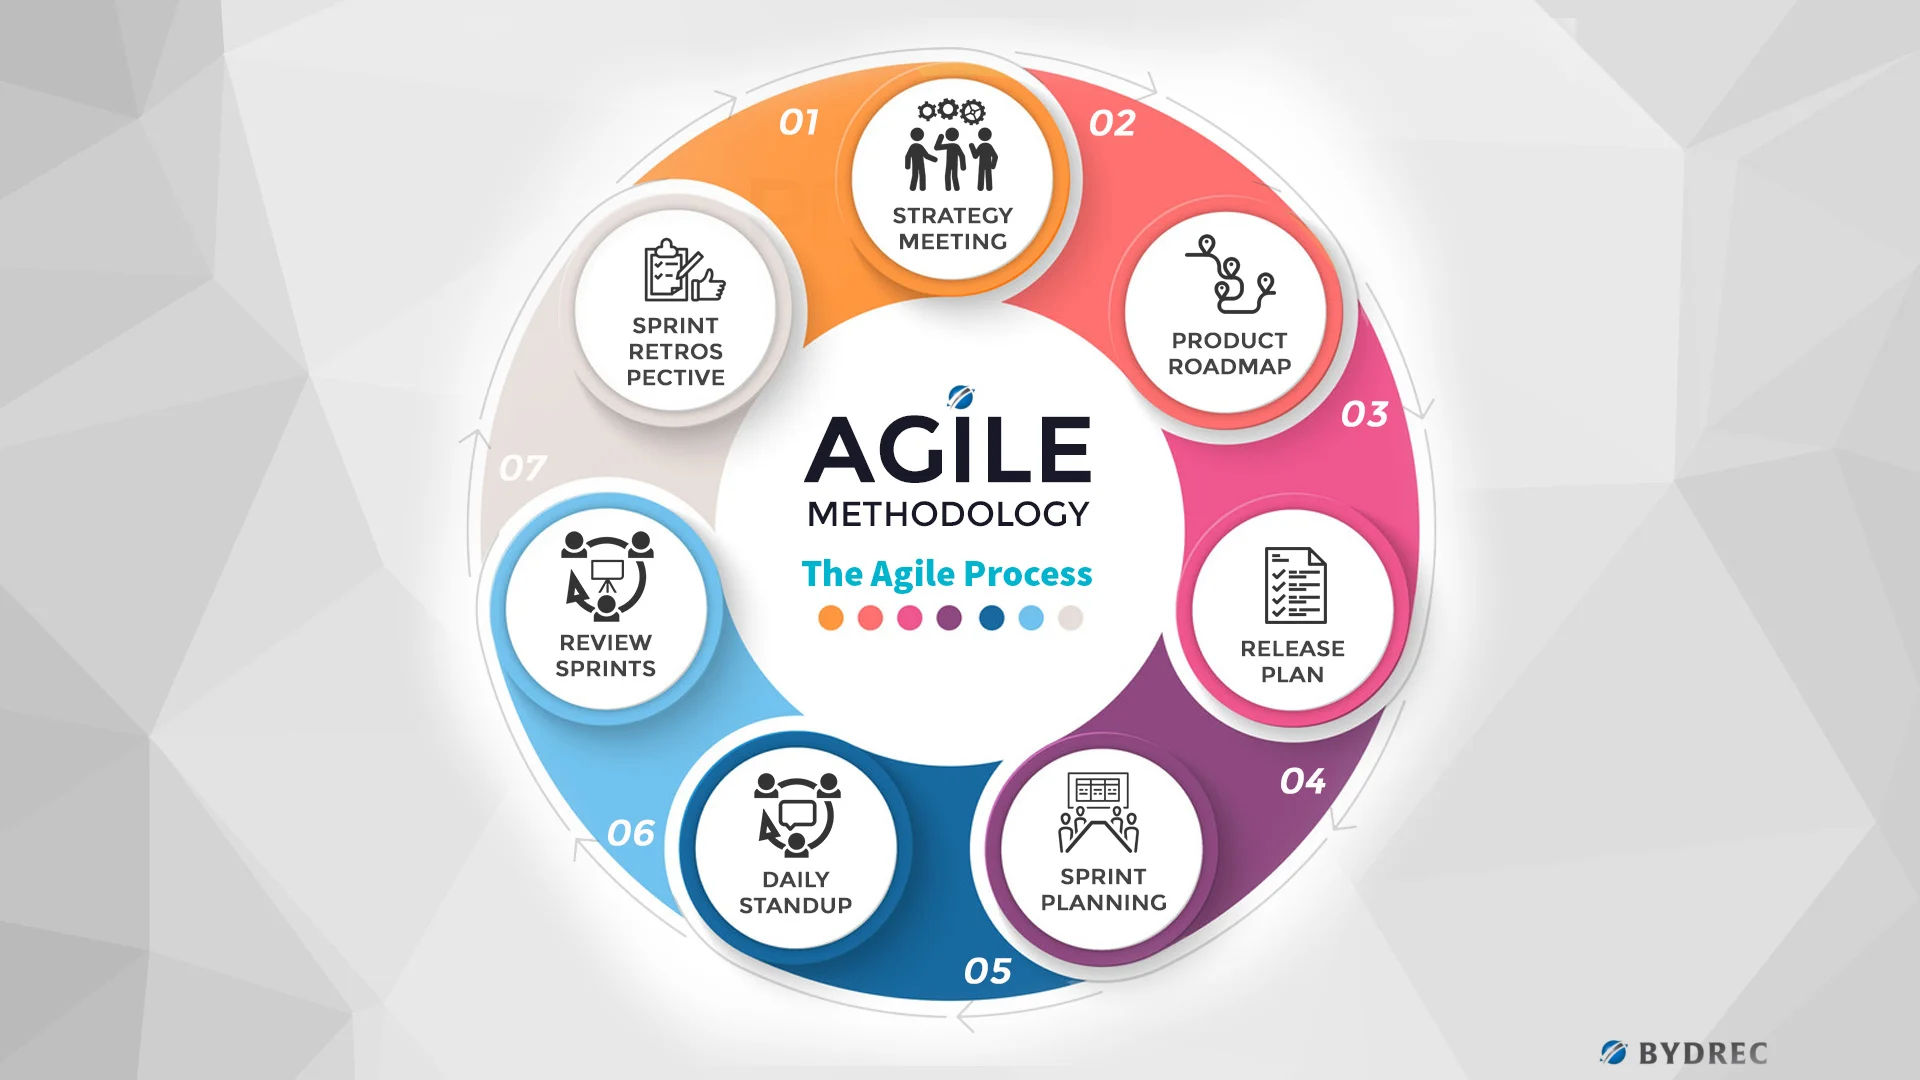 AGILE
METHODOLOGY
The Agile Process
01
STRATEGY
MEETING
02
PRODUCT
ROADMAP
03
RELEASE
PLAN
04
SPRINT
PLANNING
05
DAILY
STANDUP
06
REVIEW
SPRINTS
07
SPRINT
RETROS
PECTIVE
BYDREC